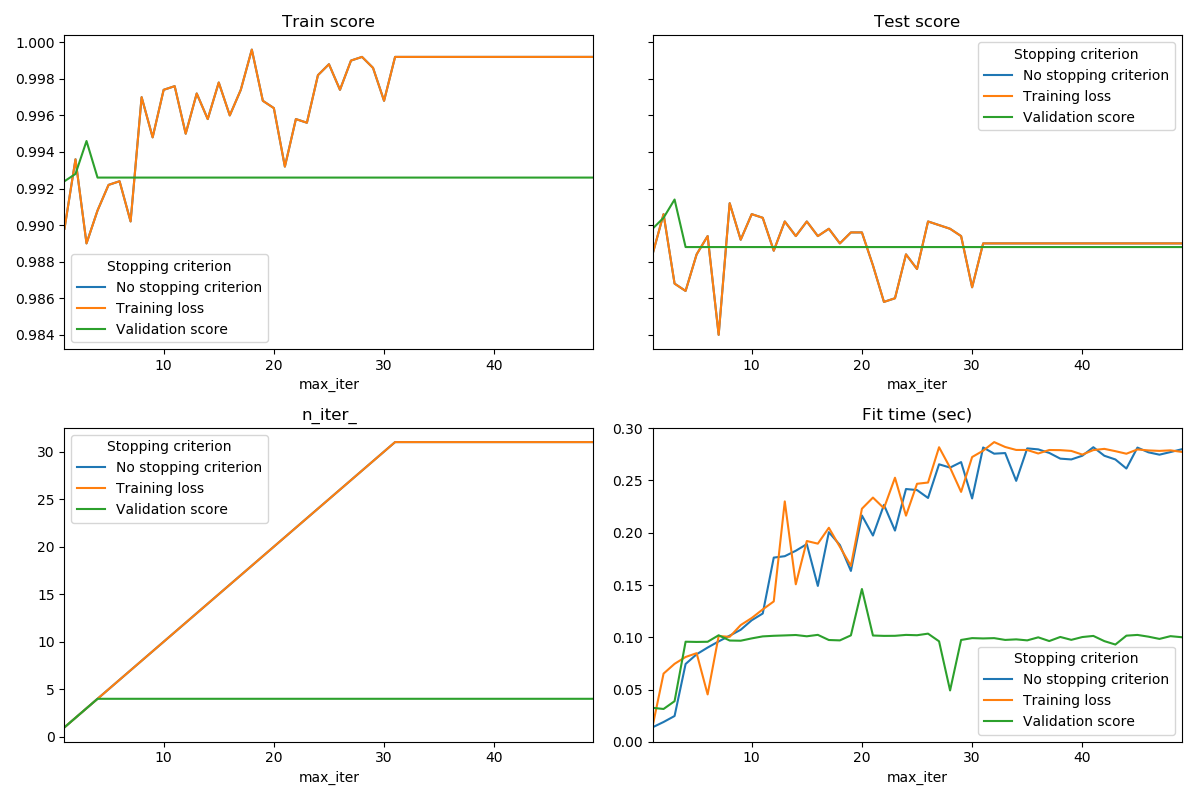 Train score
1.000
0.998
0.996
0.994
0.992
0.990
0.988
0.986
0.984
Stopping criterion
No stopping criterion
Training loss
Validation score
10
20
30
40
max_iter
Test score
Stopping criterion
No stopping criterion
Training loss
Validation score
10
20
30
40
max_iter
n_iter_
30
25
20
15
10
5
0
Stopping criterion
No stopping criterion
Training loss
Validation score
10
20
30
40
max_iter
Fit time (sec)
0.30
0.25
0.20
0.15
0.10
0.05
0.00
Stopping criterion
No stopping criterion
Training loss
Validation score
10
20
30
40
max_iter